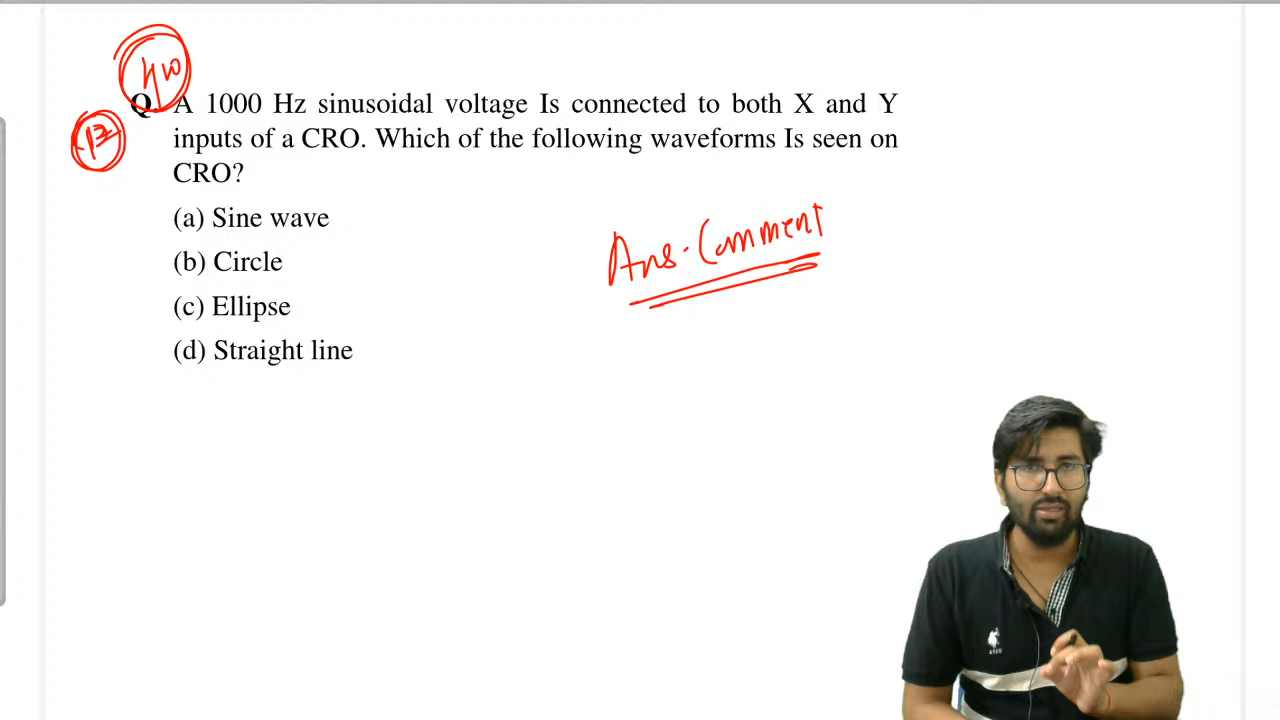 H.W
Q. A 1000 Hz sinusoidal voltage Is connected to both X and Y
inputs of a CRO. Which of the following waveforms Is seen on
CRO?
(a) Sine wave
(b) Circle
(c) Ellipse
(d) Straight line
Ans. Comment